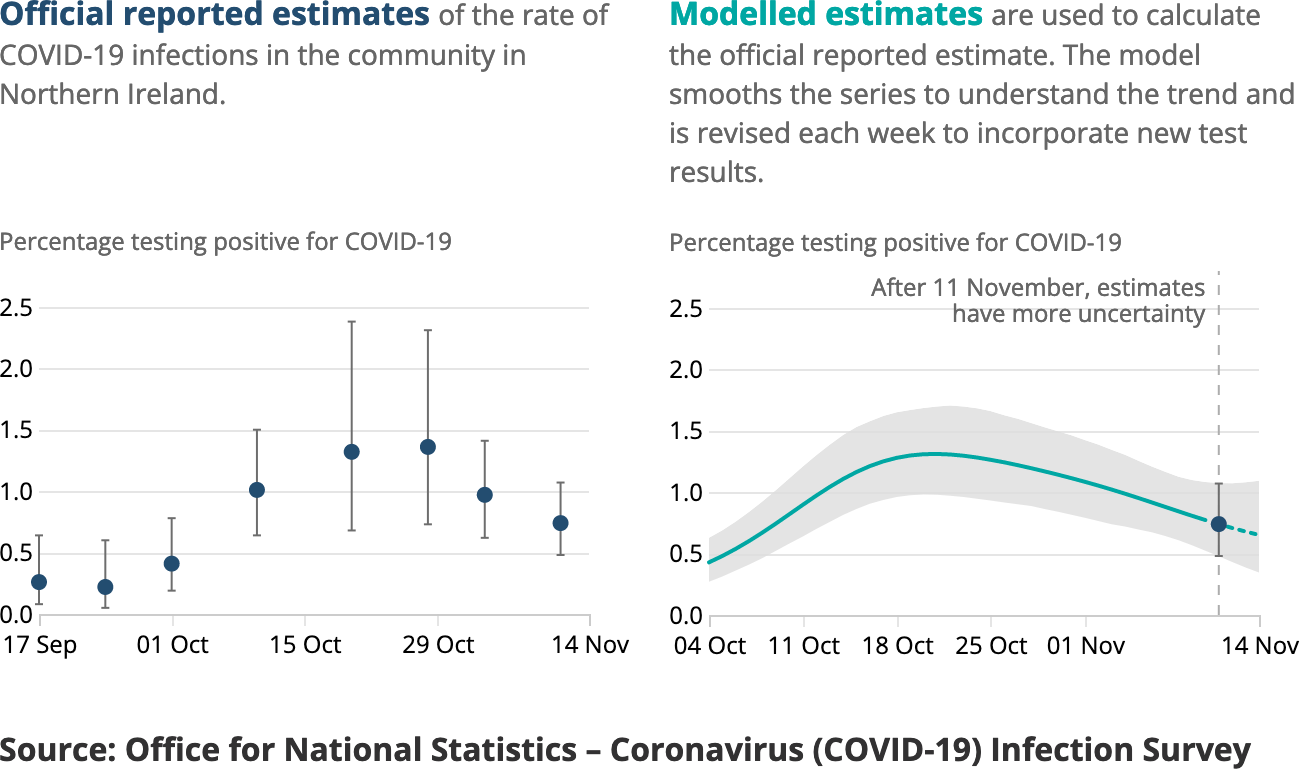 Official reported estimates of the rate of
COVID-19 infections in the community in
Northern Ireland.
Percentage testing positive for COVID-19
2.5
2.0
1.5
1.0
0.5
0.0
17 Sep
01 Oct
15 Oct
29 Oct
14 Nov
Modelled estimates are used to calculate
the official reported estimate. The model
smooths the series to understand the trend and
is revised each week to incorporate new test
results.
Percentage testing positive for COVID-19
After 11 November, estimates
have more uncertainty
2.5
2.0
1.5
1.0
0.5
0.0
04 Oct
11 Oct
18 Oct
25 Oct
01 Nov
14 Nov
Source: Office for National Statistics – Coronavirus (COVID-19) Infection Survey